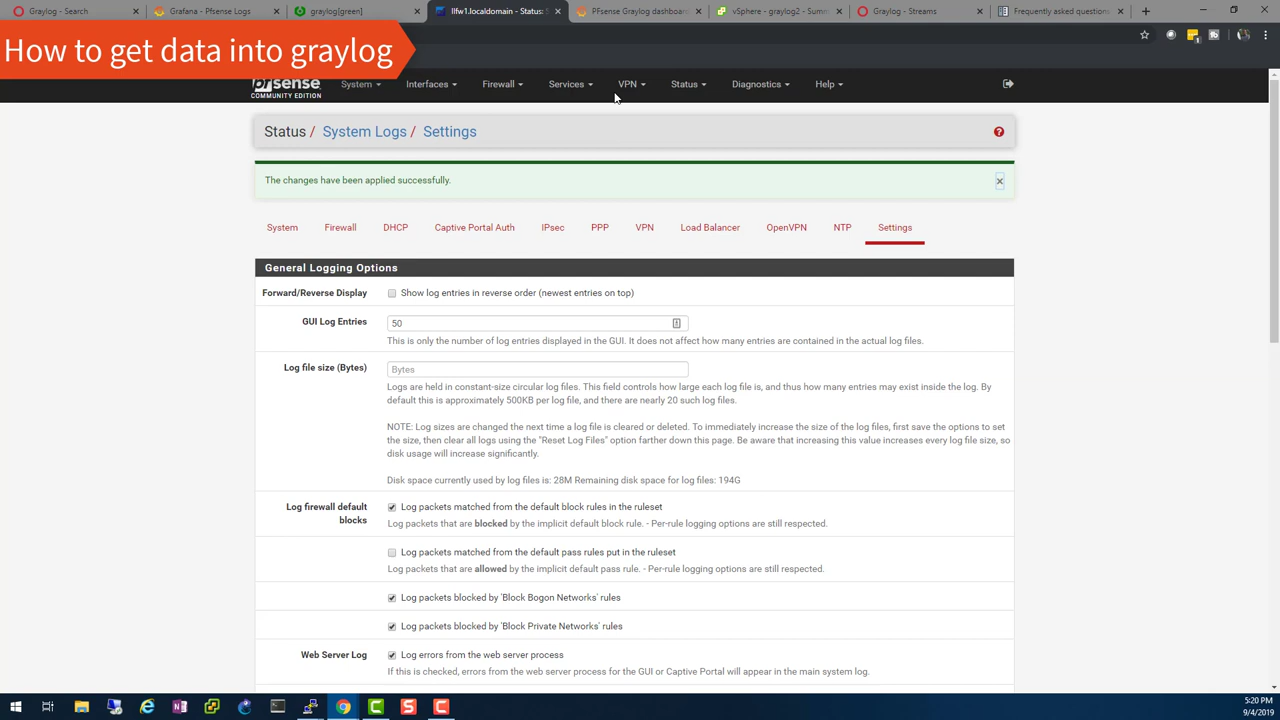 Graylog - Search
Grafana - PfSense Logs
graylog[green]
llfw1.localdomain - Status: S
PFsense Graylog dashboard
vSphere - graylog2 - Summ
Graylog - Streams
Frequently asked questions
How to get data into graylog
pfsense
COMMUNITY EDITION
System
Interfaces
Firewall
Services
VPN
Status
Diagnostics
Help
Status / System Logs / Settings
The changes have been applied successfully.
×
System
Firewall
DHCP
Captive Portal Auth
IPsec
PPP
VPN
Load Balancer
OpenVPN
NTP
Settings
General Logging Options
Forward/Reverse Display
Show log entries in reverse order (newest entries on top)
GUI Log Entries
50
This is only the number of log entries displayed in the GUI. It does not affect how many entries are contained in the actual log files.
Log file size (Bytes)
Bytes
Logs are held in constant-size circular log files. This field controls how large each log file is, and thus how many entries may exist inside the log. By
default this is approximately 500KB per log file, and there are nearly 20 such log files.
NOTE: Log sizes are changed the next time a log file is cleared or deleted. To immediately increase the size of the log files, first save the options to set
the size, then clear all logs using the "Reset Log Files" option farther down this page. Be aware that increasing this value increases every log file size, so
disk usage will increase significantly.
Disk space currently used by log files is: 28M Remaining disk space for log files: 194G
Log firewall default
blocks
Log packets matched from the default block rules in the ruleset
Log packets that are blocked by the implicit default block rule. - Per-rule logging options are still respected.
Log packets matched from the default pass rules put in the ruleset
Log packets that are allowed by the implicit default pass rule. - Per-rule logging options are still respected.
Log packets blocked by 'Block Bogon Networks' rules
Log packets blocked by 'Block Private Networks' rules
Web Server Log
Log errors from the web server process
If this is checked, errors from the web server process for the GUI or Captive Portal will appear in the main system log.
5:20 PM
9/4/2019